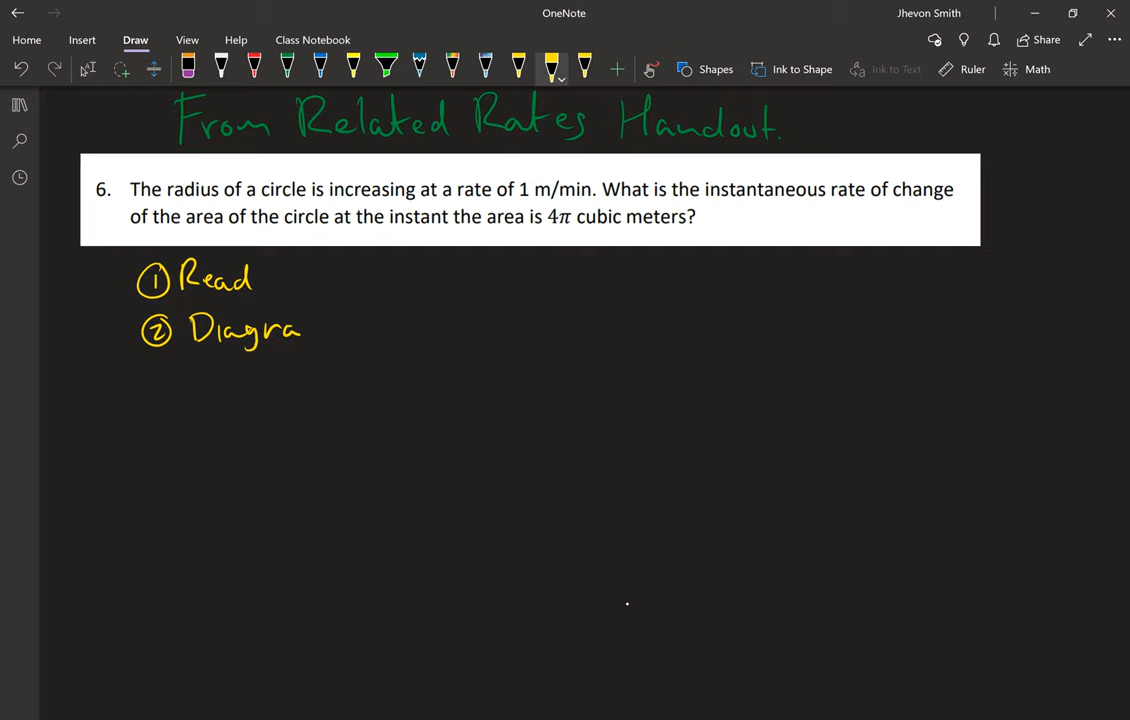 OneNote
Jhevon Smith
Home Insert Draw View Help Class Notebook
Share
Shapes Ink to Shape Ink to Text Ruler Math
From Related Rates Handout.
6. The radius of a circle is increasing at a rate of 1 m/min. What is the instantaneous rate of change
of the area of the circle at the instant the area is 4π cubic meters?
① Read
② Diagra